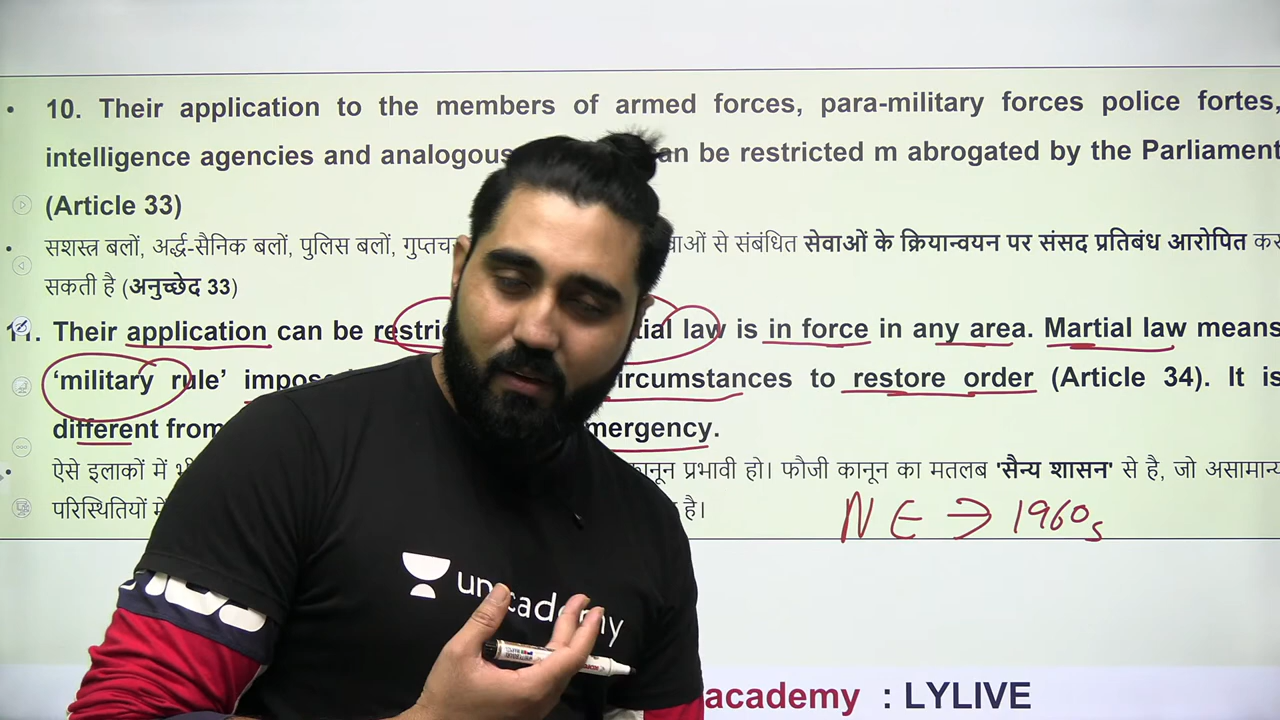 • 10. Their application to the members of armed forces, para-military forces police fortes,
intelligence agencies and analogous an be restricted m abrogated by the Parliament
(Article 33)
• सशस्त्र बलों, अर्द्ध-सैनिक बलों, पुलिस बलों, गुप्तच वाओं से संबंधित सेवाओं के क्रियान्वयन पर संसद प्रतिबंध आरोपित कर
सकती है (अनुच्छेद 33)
11. Their application can be restri tial law is in force in any area. Martial law means
‘military rule’ impose ircumstances to restore order (Article 34). It is
different from mergency.
• ऐसे इलाकों में भी कानून प्रभावी हो। फौजी कानून का मतलब 'सैन्य शासन' से है, जो असामान्य
परिस्थितियों में है।
NE → 1960s
unacademy
academy : LYLIVE